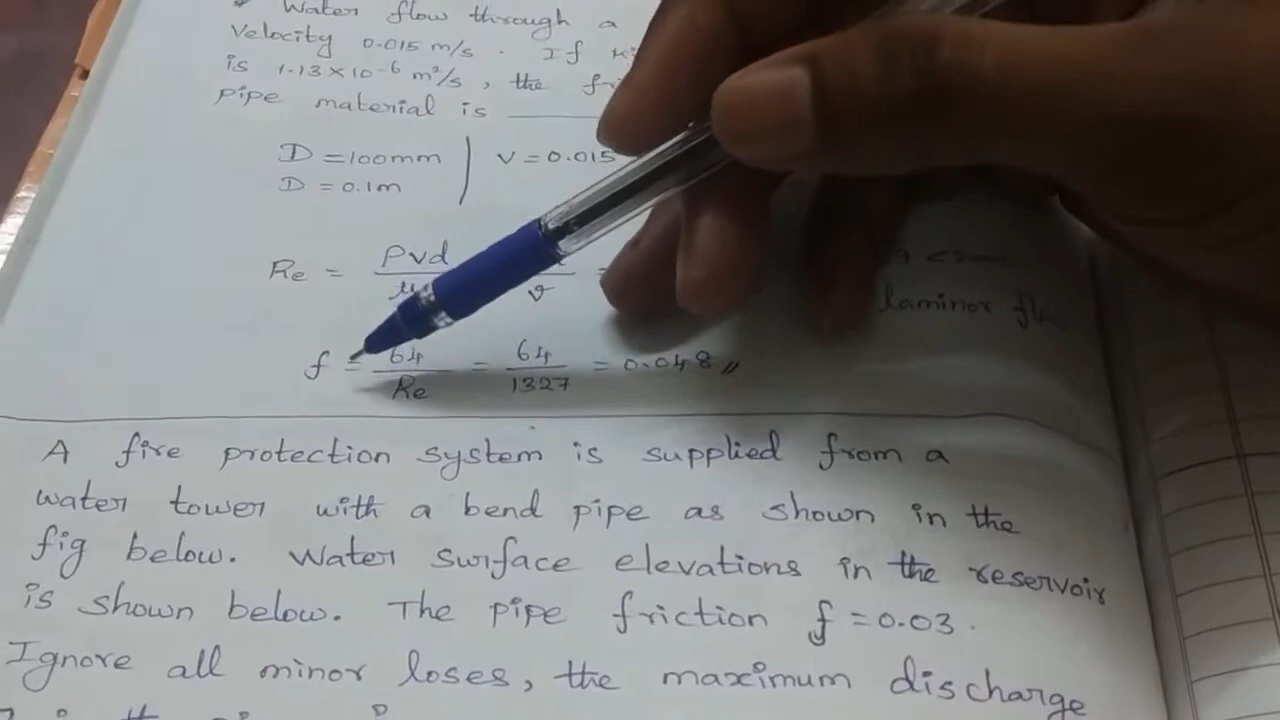 Water flow through a
Velocity 0.015 m/s. If
is 1.13×10⁻⁶ m²/s, the
pipe material is
D = 100mm | V = 0.015
D = 0.1m
Re = ρvd =
μ ϑ
laminor
f = 64/Re = 64/1327 = 0.048 //
A fire protection system is supplied from a
water tower with a bend pipe as shown in the
fig below. Water surface elevations in the reservoir
is shown below. The pipe friction f = 0.03.
Ignore all minor loses, the maximum discharge